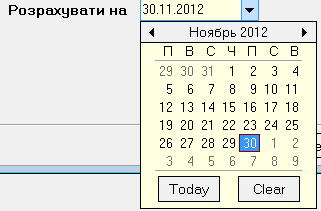 Розрахувати на 30.11.2012
Ноябрь 2012
П В С Ч П С В
29 30 31 1 2 3 4
5 6 7 8 9 10 11
12 13 14 15 16 17 18
19 20 21 22 23 24 25
26 27 28 29 30 1 2
3 4 5 6 7 8 9
Today Clear